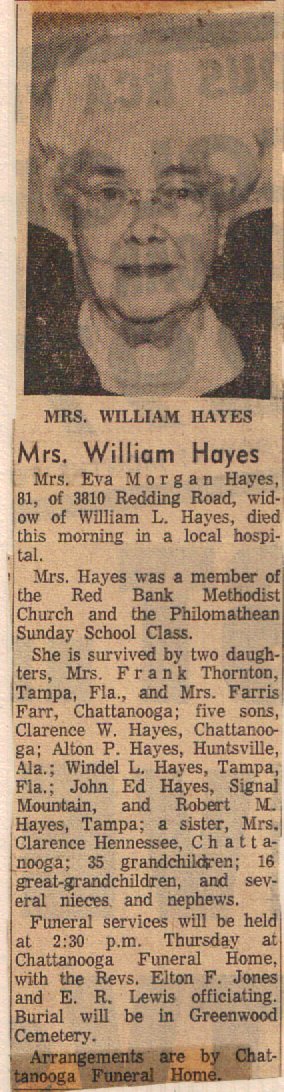 MRS. WILLIAM HAYES
Mrs. William Hayes
Mrs. Eva Morgan Hayes,
81, of 3810 Redding Road, wid-
ow of William L. Hayes, died
this morning in a local hospi-
tal.
Mrs. Hayes was a member of
the Red Bank Methodist
Church and the Philomathean
Sunday School Class.
She is survived by two daugh-
ters, Mrs. Frank Thornton,
Tampa, Fla., and Mrs. Farris
Farr, Chattanooga; five sons,
Clarence W. Hayes, Chattanoo-
ga; Alton P. Hayes, Huntsville,
Ala.; Windel L. Hayes, Tampa,
Fla.; John Ed Hayes, Signal
Mountain, and Robert M.
Hayes, Tampa; a sister, Mrs.
Clarence Hennessee, Chatta-
nooga; 35 grandchildren; 16
great-grandchildren, and sev-
eral nieces and nephews.
Funeral services will be held
at 2:30 p.m. Thursday at
Chattanooga Funeral Home,
with the Revs. Elton F. Jones
and E. R. Lewis officiating.
Burial will be in Greenwood
Cemetery.
Arrangements are by Chat-
tanooga Funeral Home.